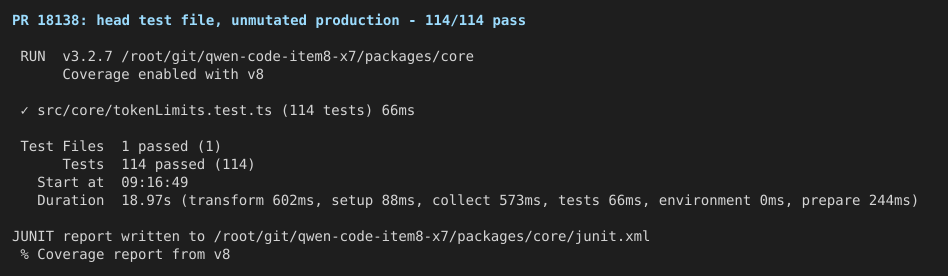 PR 18138: head test file, unmutated production - 114/114 pass
RUN v3.2.7 /root/git/qwen-code-item8-x7/packages/core
Coverage enabled with v8
✓ src/core/tokenLimits.test.ts (114 tests) 66ms
Test Files 1 passed (1)
Tests 114 passed (114)
Start at 09:16:49
Duration 18.97s (transform 602ms, setup 88ms, collect 573ms, tests 66ms, environment 0ms, prepare 244ms)
JUNIT report written to /root/git/qwen-code-item8-x7/packages/core/junit.xml
% Coverage report from v8